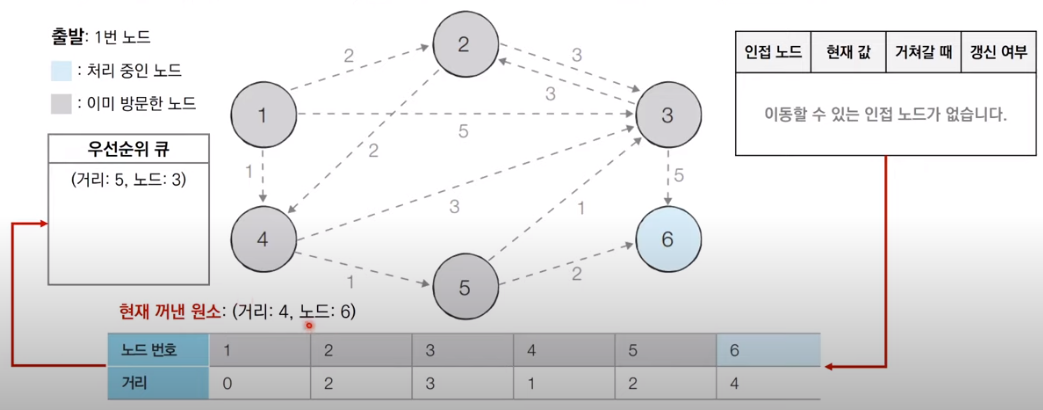 출발: 1번 노드
: 처리 중인 노드
: 이미 방문한 노드
우선순위 큐
(거리: 5, 노드: 3)
1
2
3
4
5
6
2
3
3
5
2
1
3
1
1
2
5
인접 노드 현재 값 거쳐갈 때 갱신 여부
이동할 수 있는 인접 노드가 없습니다.
현재 꺼낸 원소: (거리: 4, 노드: 6)
노드 번호 1 2 3 4 5 6
거리 0 2 3 1 2 4